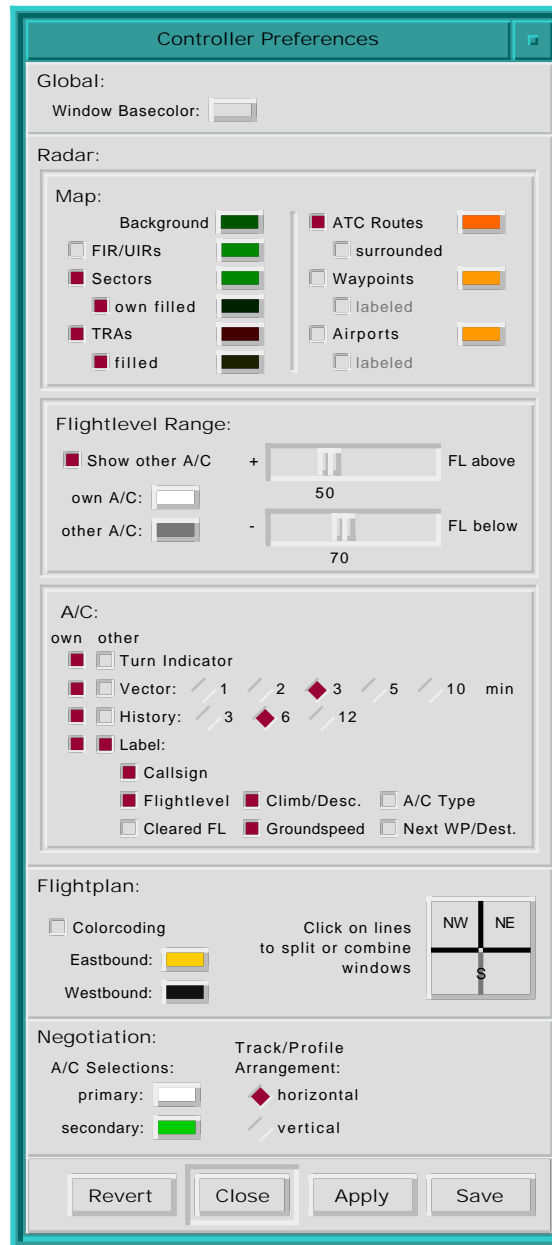 Controller Preferences
Global:
Window Basecolor:
Radar:
Map:
Background
FIR/UIRs
Sectors
own filled
TRAs
filled
ATC Routes
surrounded
Waypoints
labeled
Airports
labeled
Flightlevel Range:
Show other A/C + FL above
own A/C: 50
other A/C: - FL below
70
A/C:
own other
Turn Indicator
Vector: 1 2 3 5 10 min
History: 3 6 12
Label:
Callsign
Flightlevel Climb/Desc. A/C Type
Cleared FL Groundspeed Next WP/Dest.
Flightplan:
Colorcoding
Eastbound:
Westbound:
Click on lines
to split or combine
windows
NW NE
S
Negotiation:
A/C Selections:
primary:
secondary:
Track/Profile
Arrangement:
horizontal
vertical
Revert Close Apply Save